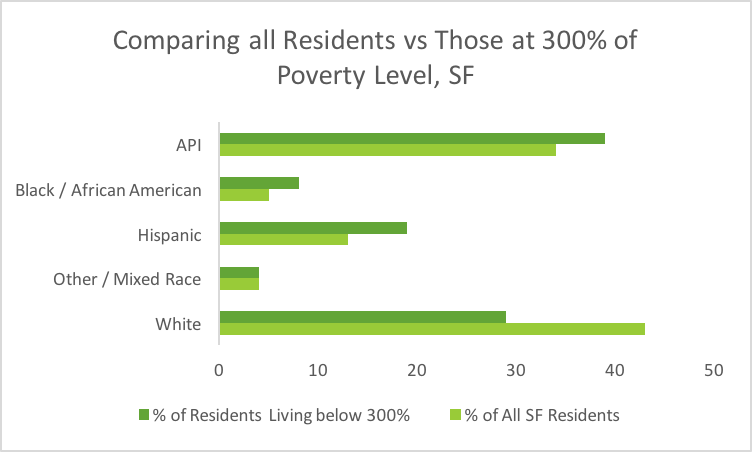 Comparing all Residents vs Those at 300% of
Poverty Level, SF
API
Black / African American
Hispanic
Other / Mixed Race
White
0 10 20 30 40 50
% of Residents Living below 300% % of All SF Residents